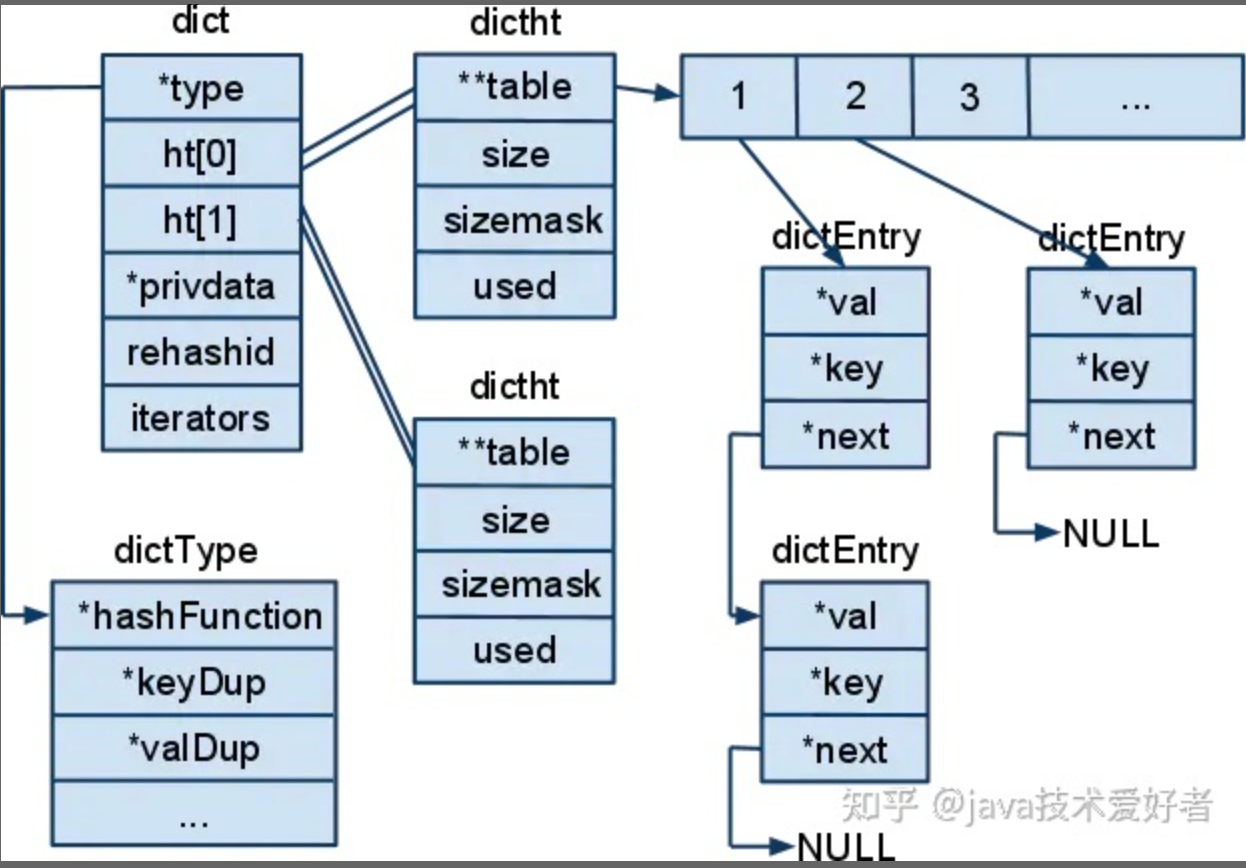 dict
*type
ht[0]
ht[1]
*privdata
rehashid
iterators
dictht
**table
size
sizemask
used
1
2
3
...
dictEntry
*val
*key
*next
dictEntry
*val
*key
*next
NULL
dictht
**table
size
sizemask
used
dictEntry
*val
*key
*next
NULL
dictType
*hashFunction
*keyDup
*valDup
...
知乎 @java技术爱好者